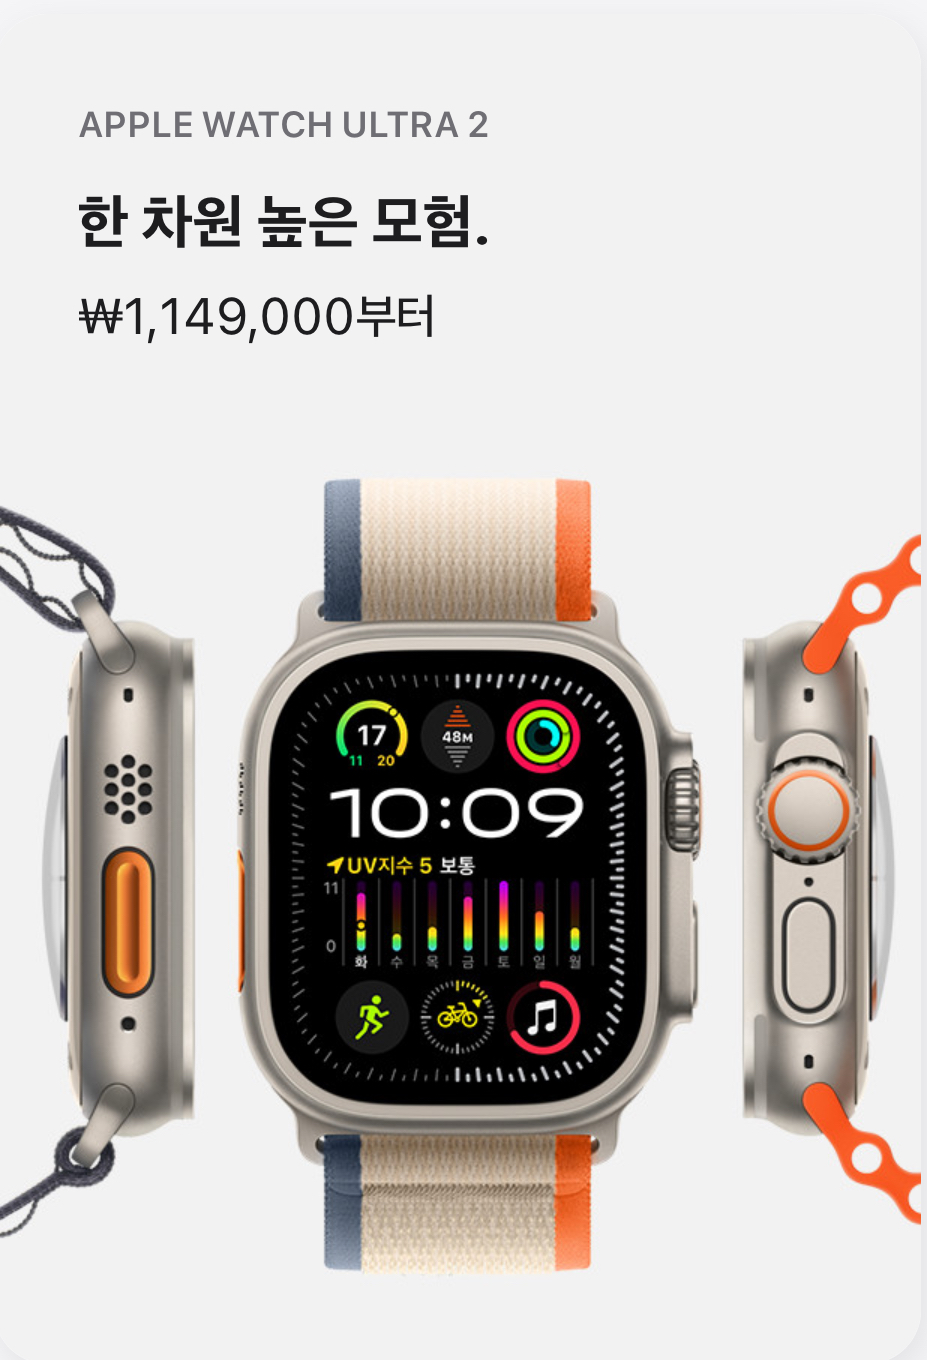 APPLE WATCH ULTRA 2
한 차원 높은 모험.
₩1,149,000부터
17
11 20
48M
10:09
UV지수 5 보통
11
0
화 수 목 금 토 일 월